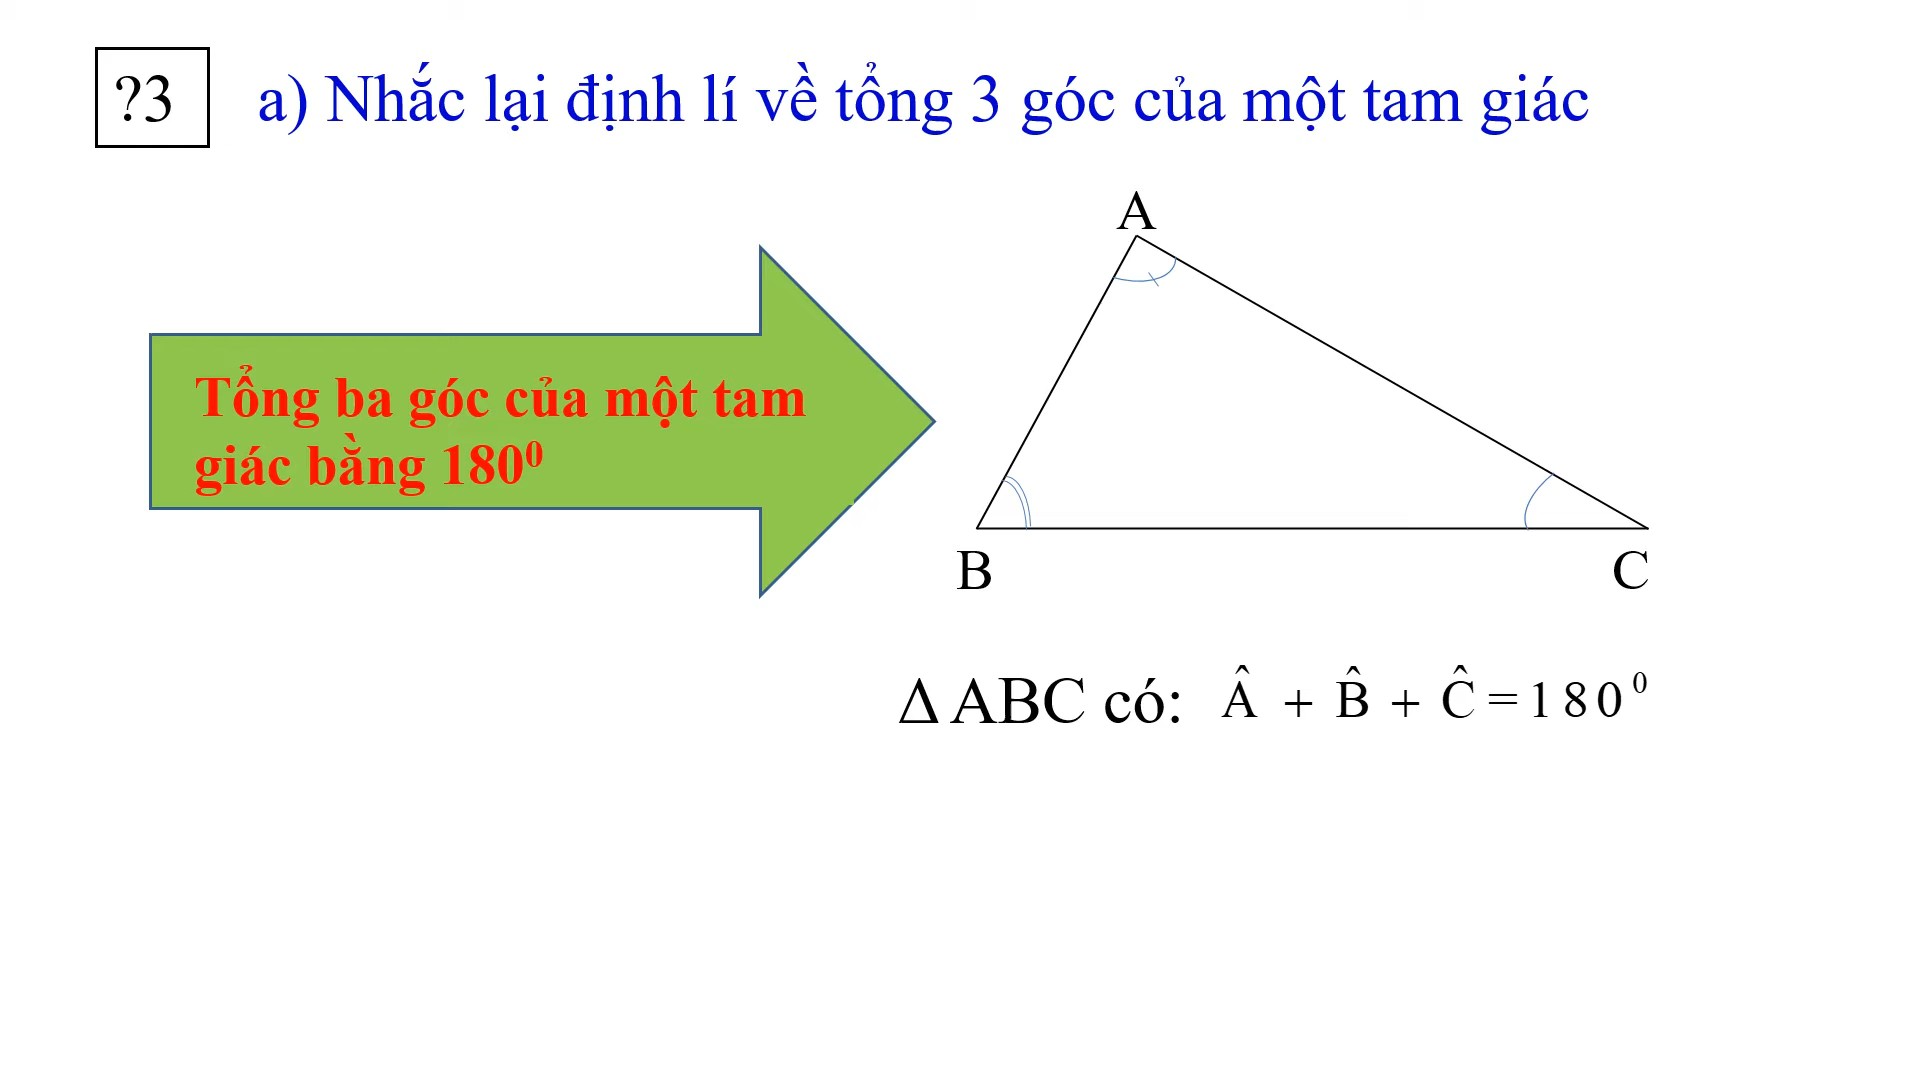 ?3 a) Nhắc lại định lí về tổng 3 góc của một tam giác
A
Tổng ba góc của một tam
giác bằng 180⁰
B C
Δ ABC có: Â + B̂ + Ĉ = 180⁰